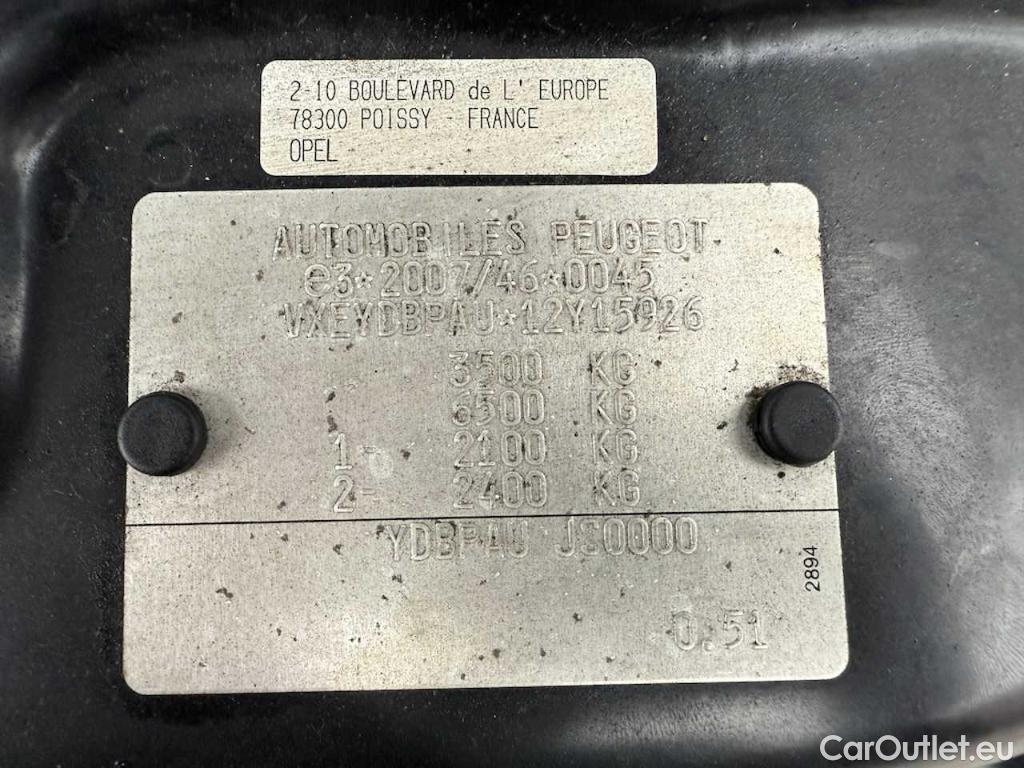 2-10 BOULEVARD de L' EUROPE
78300 POISSY - FRANCE
OPEL
AUTOMOBILES PEUGEOT
e3*2007/46*0045
VXEYDBPAU*12Y15926
3500 KG
6500 KG
1- 2100 KG
2- 2400 KG
YDBPAU JS0000
2894
0.51
CarOutlet.eu